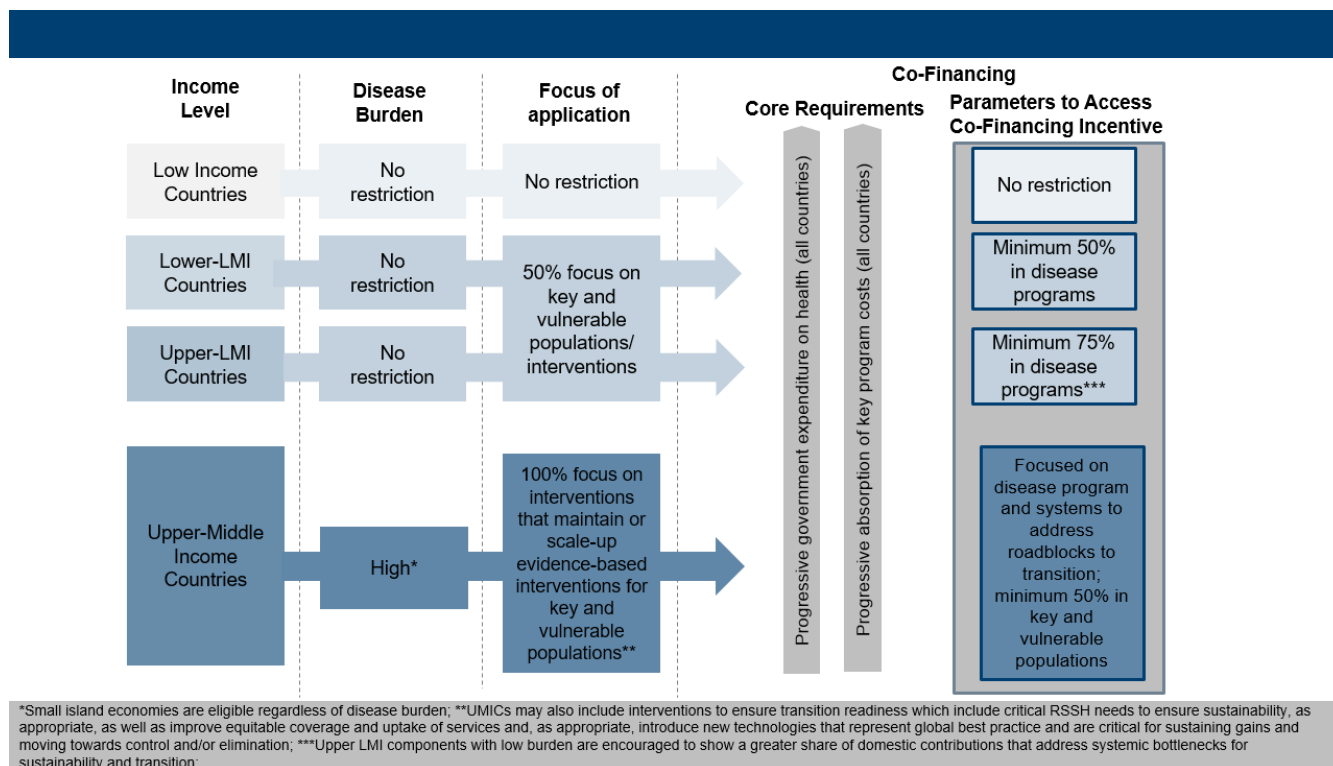 Income
Level
Disease
Burden
Focus of
application
Co-Financing
Core Requirements
Parameters to Access
Co-Financing Incentive
Low Income
Countries
No
restriction
No restriction
No restriction
Lower-LMI
Countries
No
restriction
50% focus on
key and
vulnerable
populations/
interventions
Minimum 50%
in disease
programs
Upper-LMI
Countries
No
restriction
Minimum 75%
in disease
programs***
Upper-Middle
Income
Countries
High*
100% focus on
interventions
that maintain or
scale-up
evidence-based
interventions for
key and
vulnerable
populations**
Progressive government expenditure on health (all countries)
Progressive absorption of key program costs (all countries)
Focused on
disease program
and systems to
address
roadblocks to
transition;
minimum 50% in
key and
vulnerable
populations
*Small island economies are eligible regardless of disease burden; **UMICs may also include interventions to ensure transition readiness which include critical RSSH needs to ensure sustainability, as
appropriate, as well as improve equitable coverage and uptake of services and, as appropriate, introduce new technologies that represent global best practice and are critical for sustaining gains and
moving towards control and/or elimination; ***Upper LMI components with low burden are encouraged to show a greater share of domestic contributions that address systemic bottlenecks for
sustainability and transition;